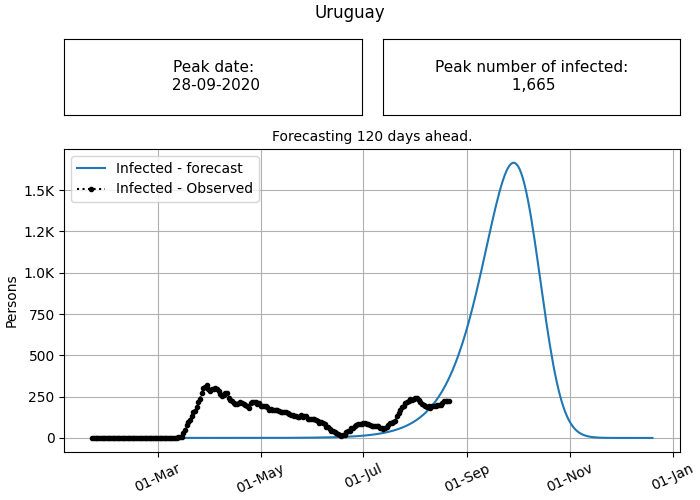 Uruguay
Peak date:
28-09-2020
Peak number of infected:
1,665
Forecasting 120 days ahead.
Infected - forecast
Infected - Observed
1.5K
1.2K
1.0K
750
500
250
0
Persons
01-Mar
01-May
01-Jul
01-Sep
01-Nov
01-Jan